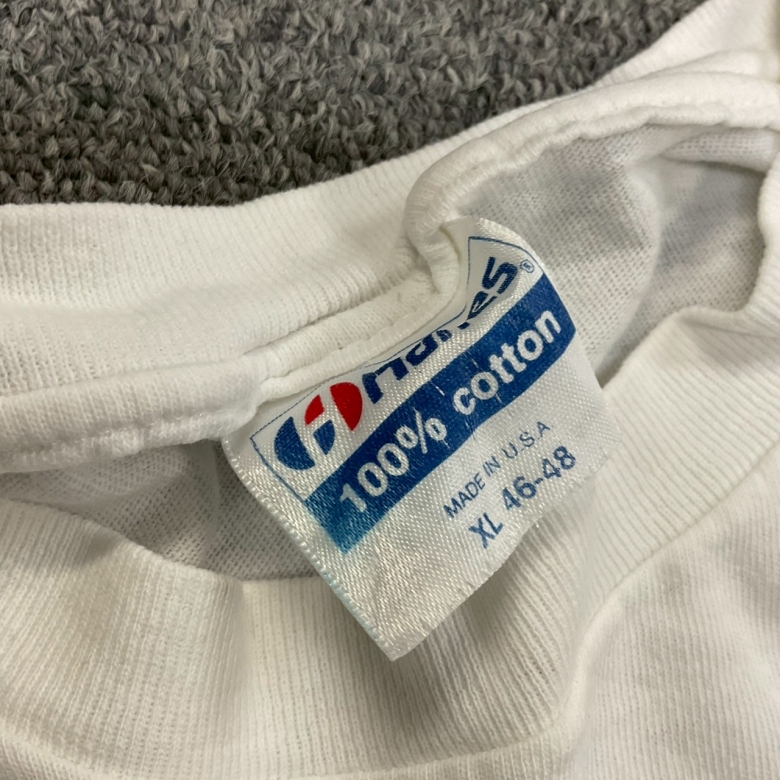 Hanes®
100% cotton
MADE IN U.S.A
XL 46-48